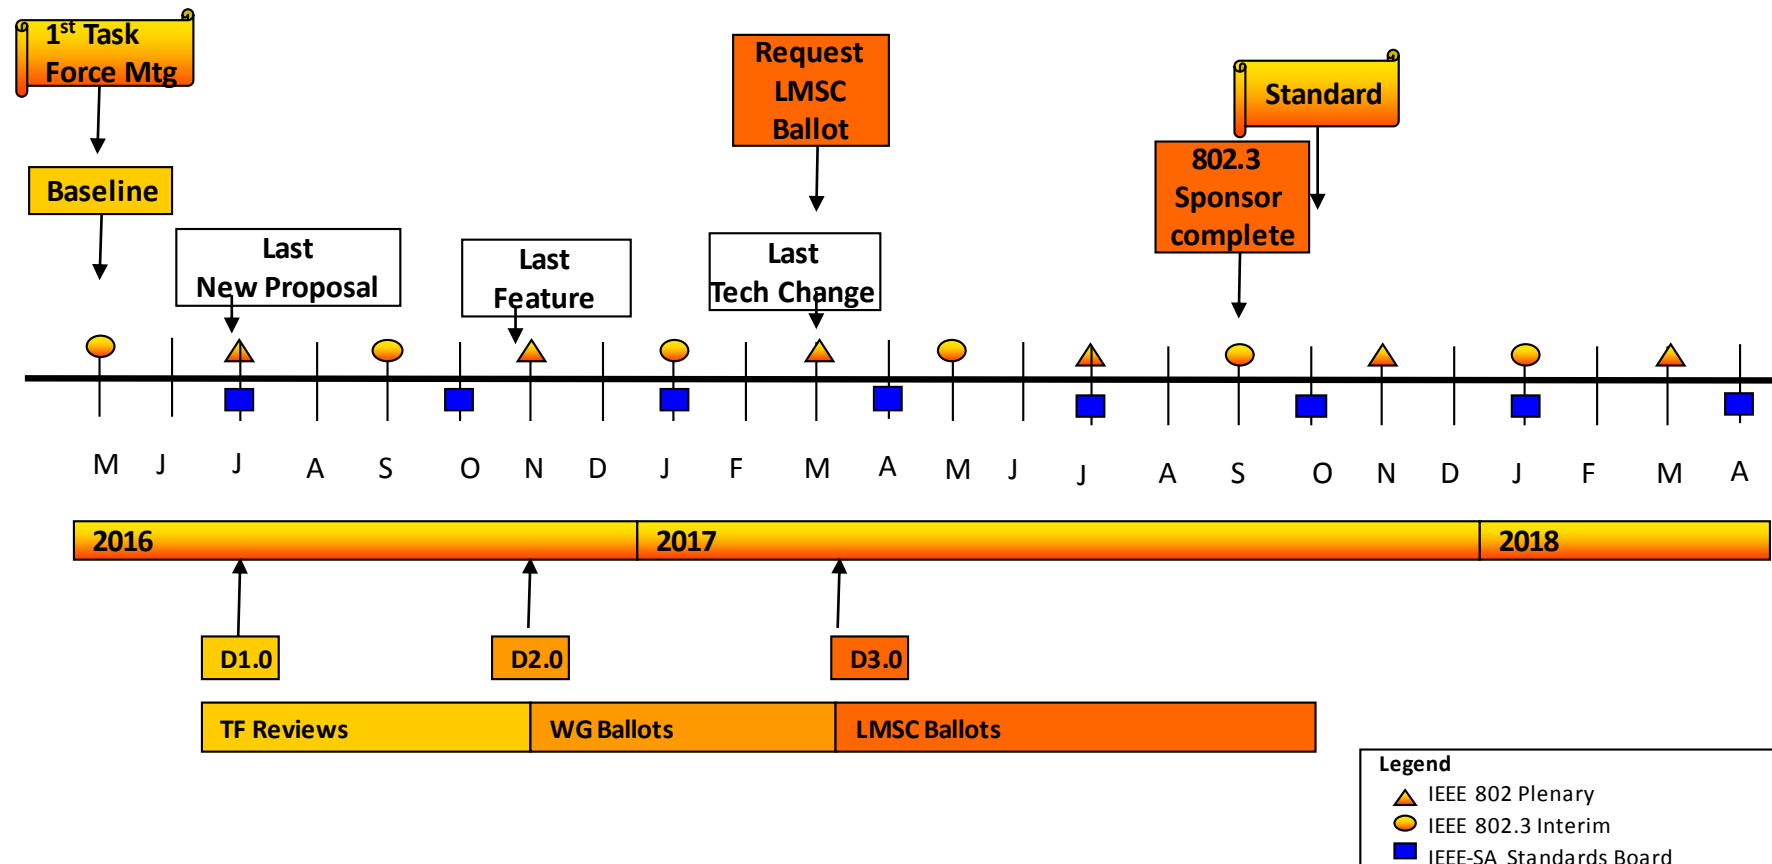 1st Task
Force Mtg
Request
LMSC
Ballot
Standard
802.3
Sponsor
complete
Baseline
Last
New Proposal
Last
Feature
Last
Tech Change
M J J A S O N D J F M A M J J A S O N D J F M A
2016 2017 2018
D1.0 D2.0 D3.0
TF Reviews WG Ballots LMSC Ballots
Legend
IEEE 802 Plenary
IEEE 802.3 Interim
IEEE-SA Standards Board